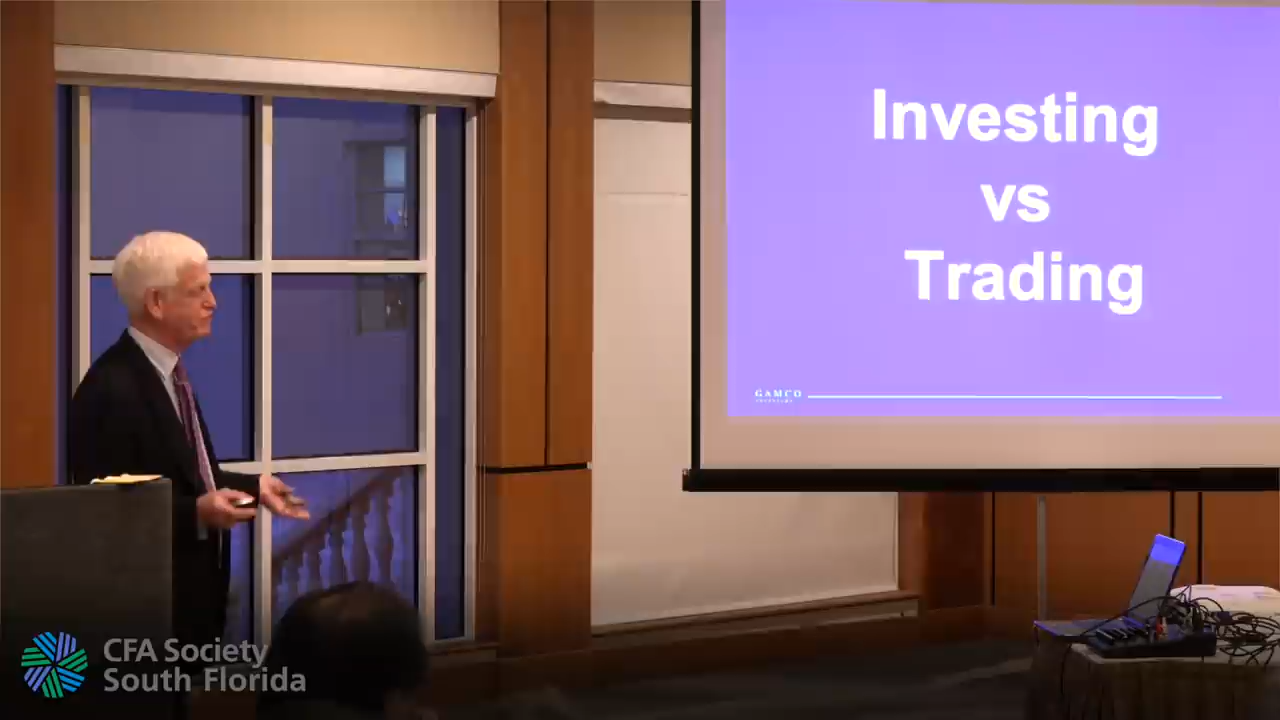 Investing
vs
Trading
GAMCO
CFA Society
South Florida